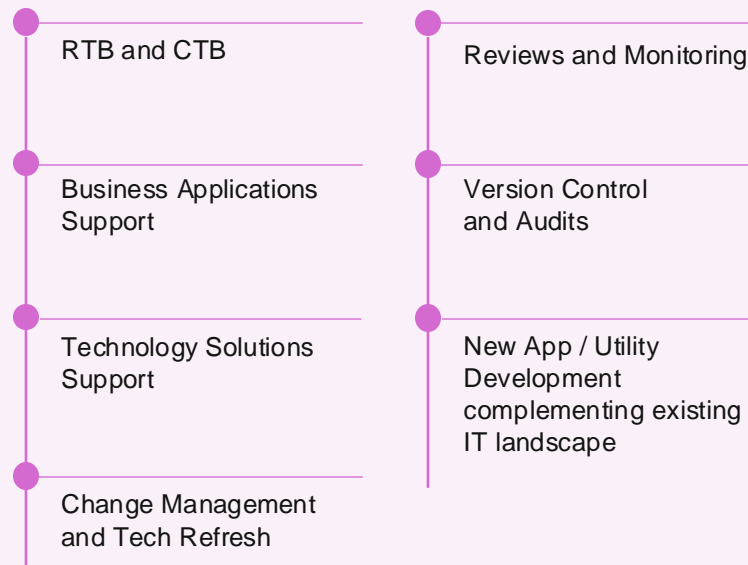 RTB and CTB
Business Applications
Support
Technology Solutions
Support
Change Management
and Tech Refresh
Reviews and Monitoring
Version Control
and Audits
New App / Utility
Development
complementing existing
IT landscape